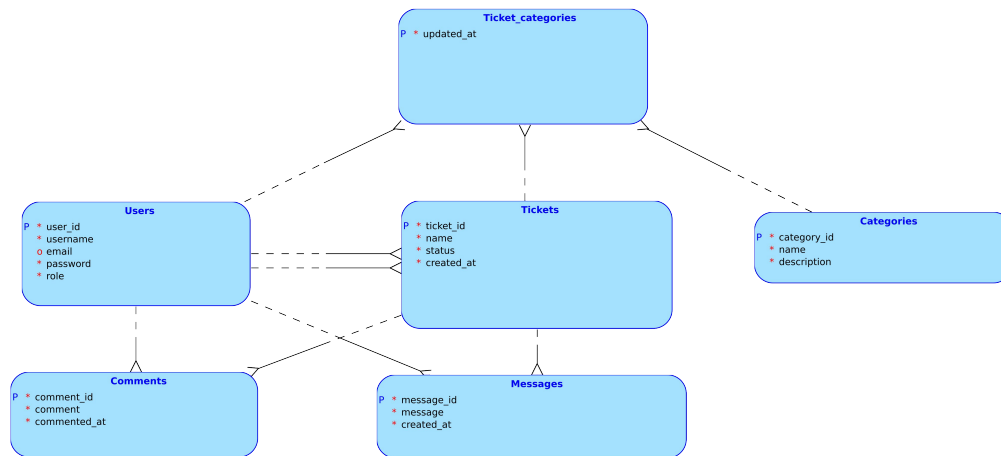 Ticket_categories
P * updated_at
Users
P * user_id
* username
o email
* password
* role
Tickets
P * ticket_id
* name
* status
* created_at
Categories
P * category_id
* name
* description
Comments
P * comment_id
* comment
* commented_at
Messages
P * message_id
* message
* created_at